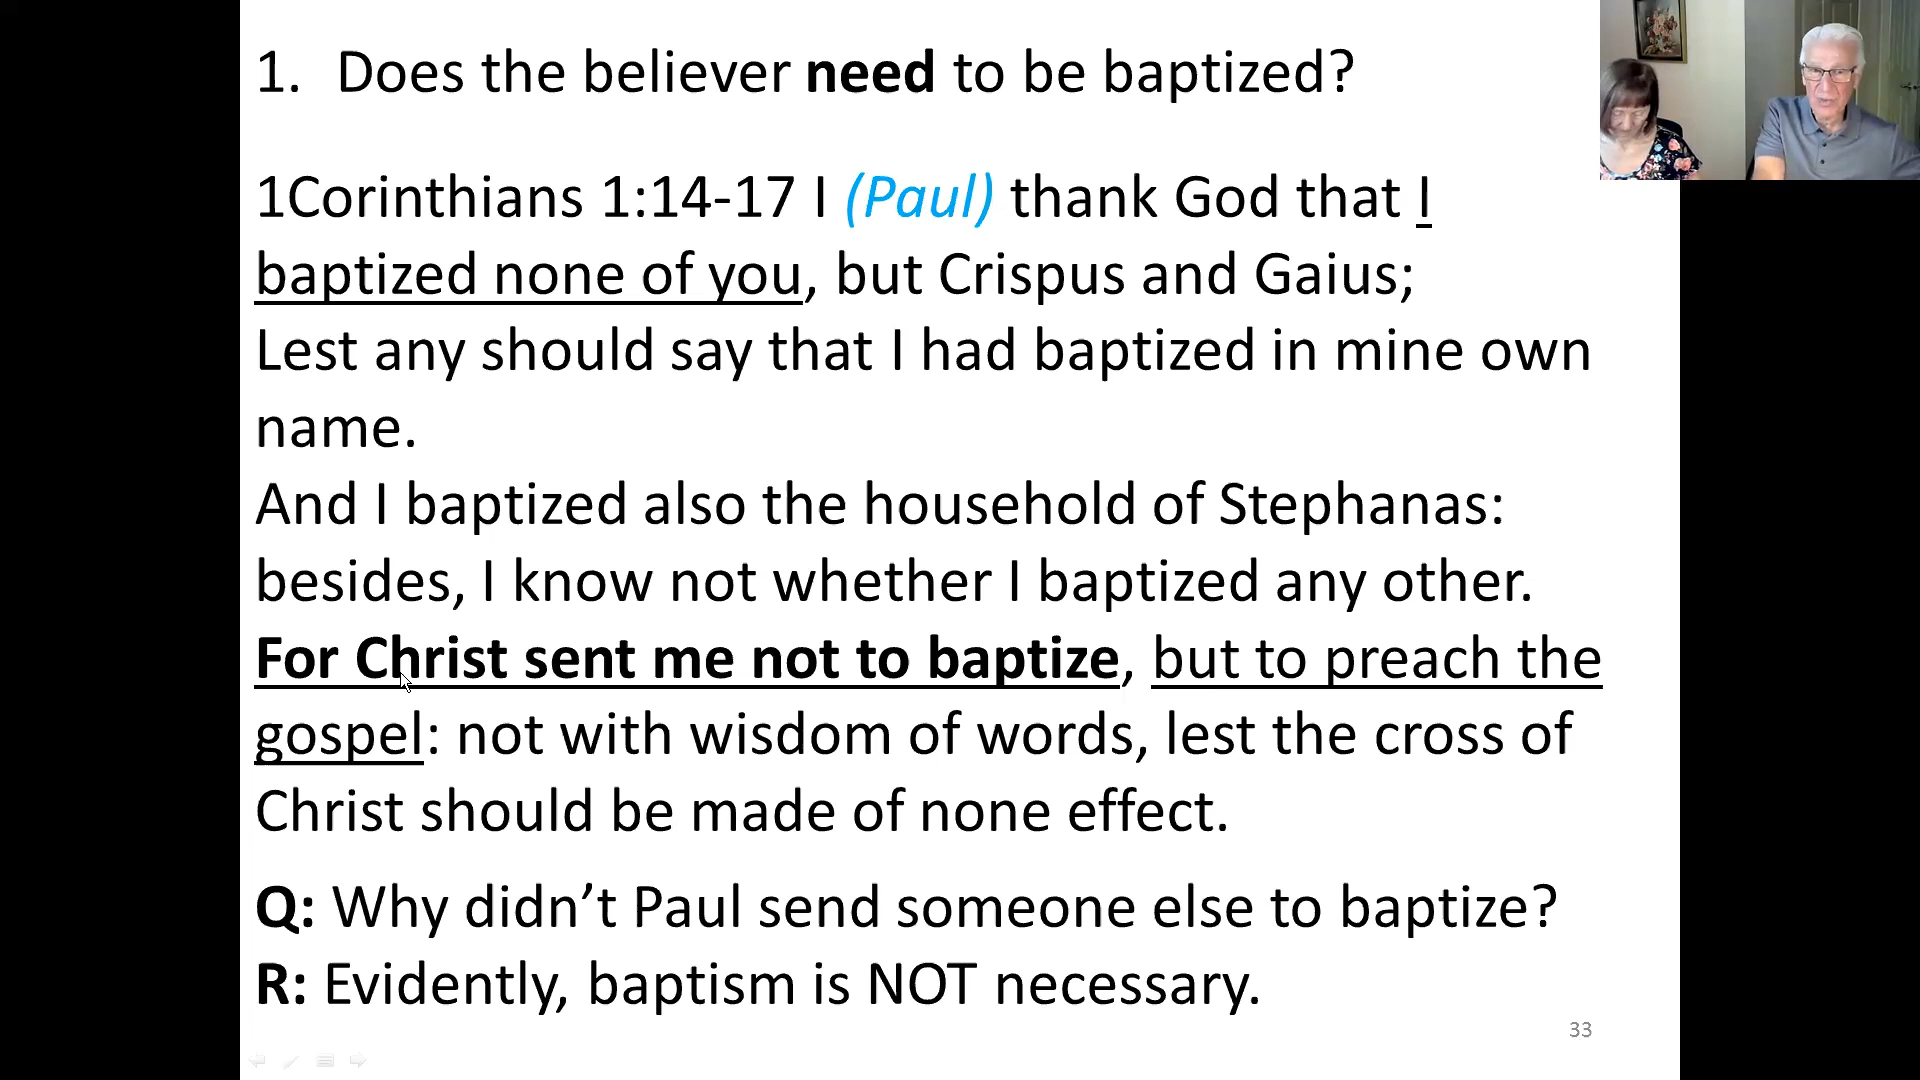 1. Does the believer need to be baptized?
1Corinthians 1:14-17 I (Paul) thank God that I
baptized none of you, but Crispus and Gaius;
Lest any should say that I had baptized in mine own
name.
And I baptized also the household of Stephanas:
besides, I know not whether I baptized any other.
For Christ sent me not to baptize, but to preach the
gospel: not with wisdom of words, lest the cross of
Christ should be made of none effect.
Q: Why didn’t Paul send someone else to baptize?
R: Evidently, baptism is NOT necessary.
33